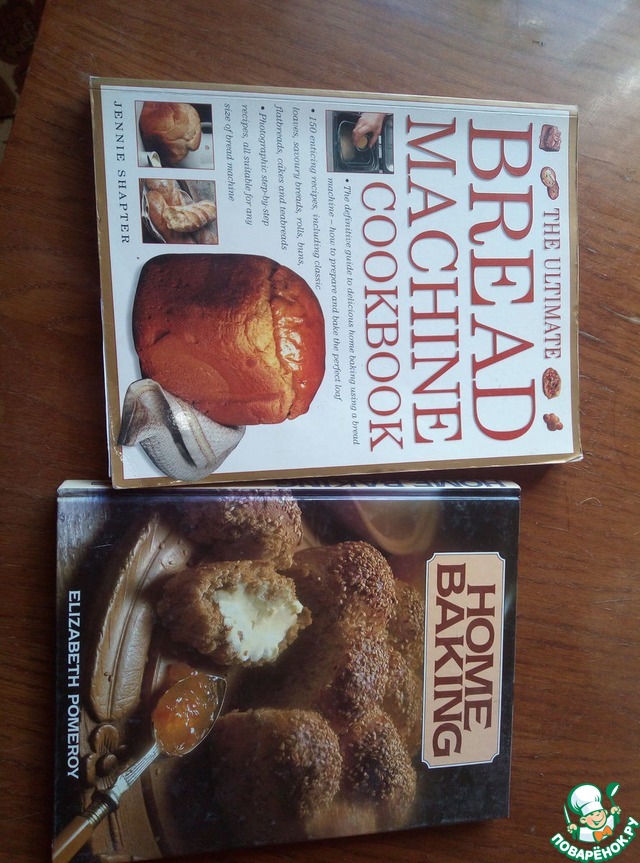 THE ULTIMATE
BREAD
MACHINE
COOKBOOK
• The definitive guide to delicious home baking using a bread
machine – how to prepare and bake the perfect loaf
• 150 enticing recipes, including classic
loaves, savoury breads, rolls, buns,
flatbreads, cakes and teabreads
• Photographic step-by-step
recipes, all suitable for any
size of bread machine
JENNIE SHAPTER
HOME BAKING
HOME
BAKING
ELIZABETH POMEROY
ПОВАРЁНОК.РУ